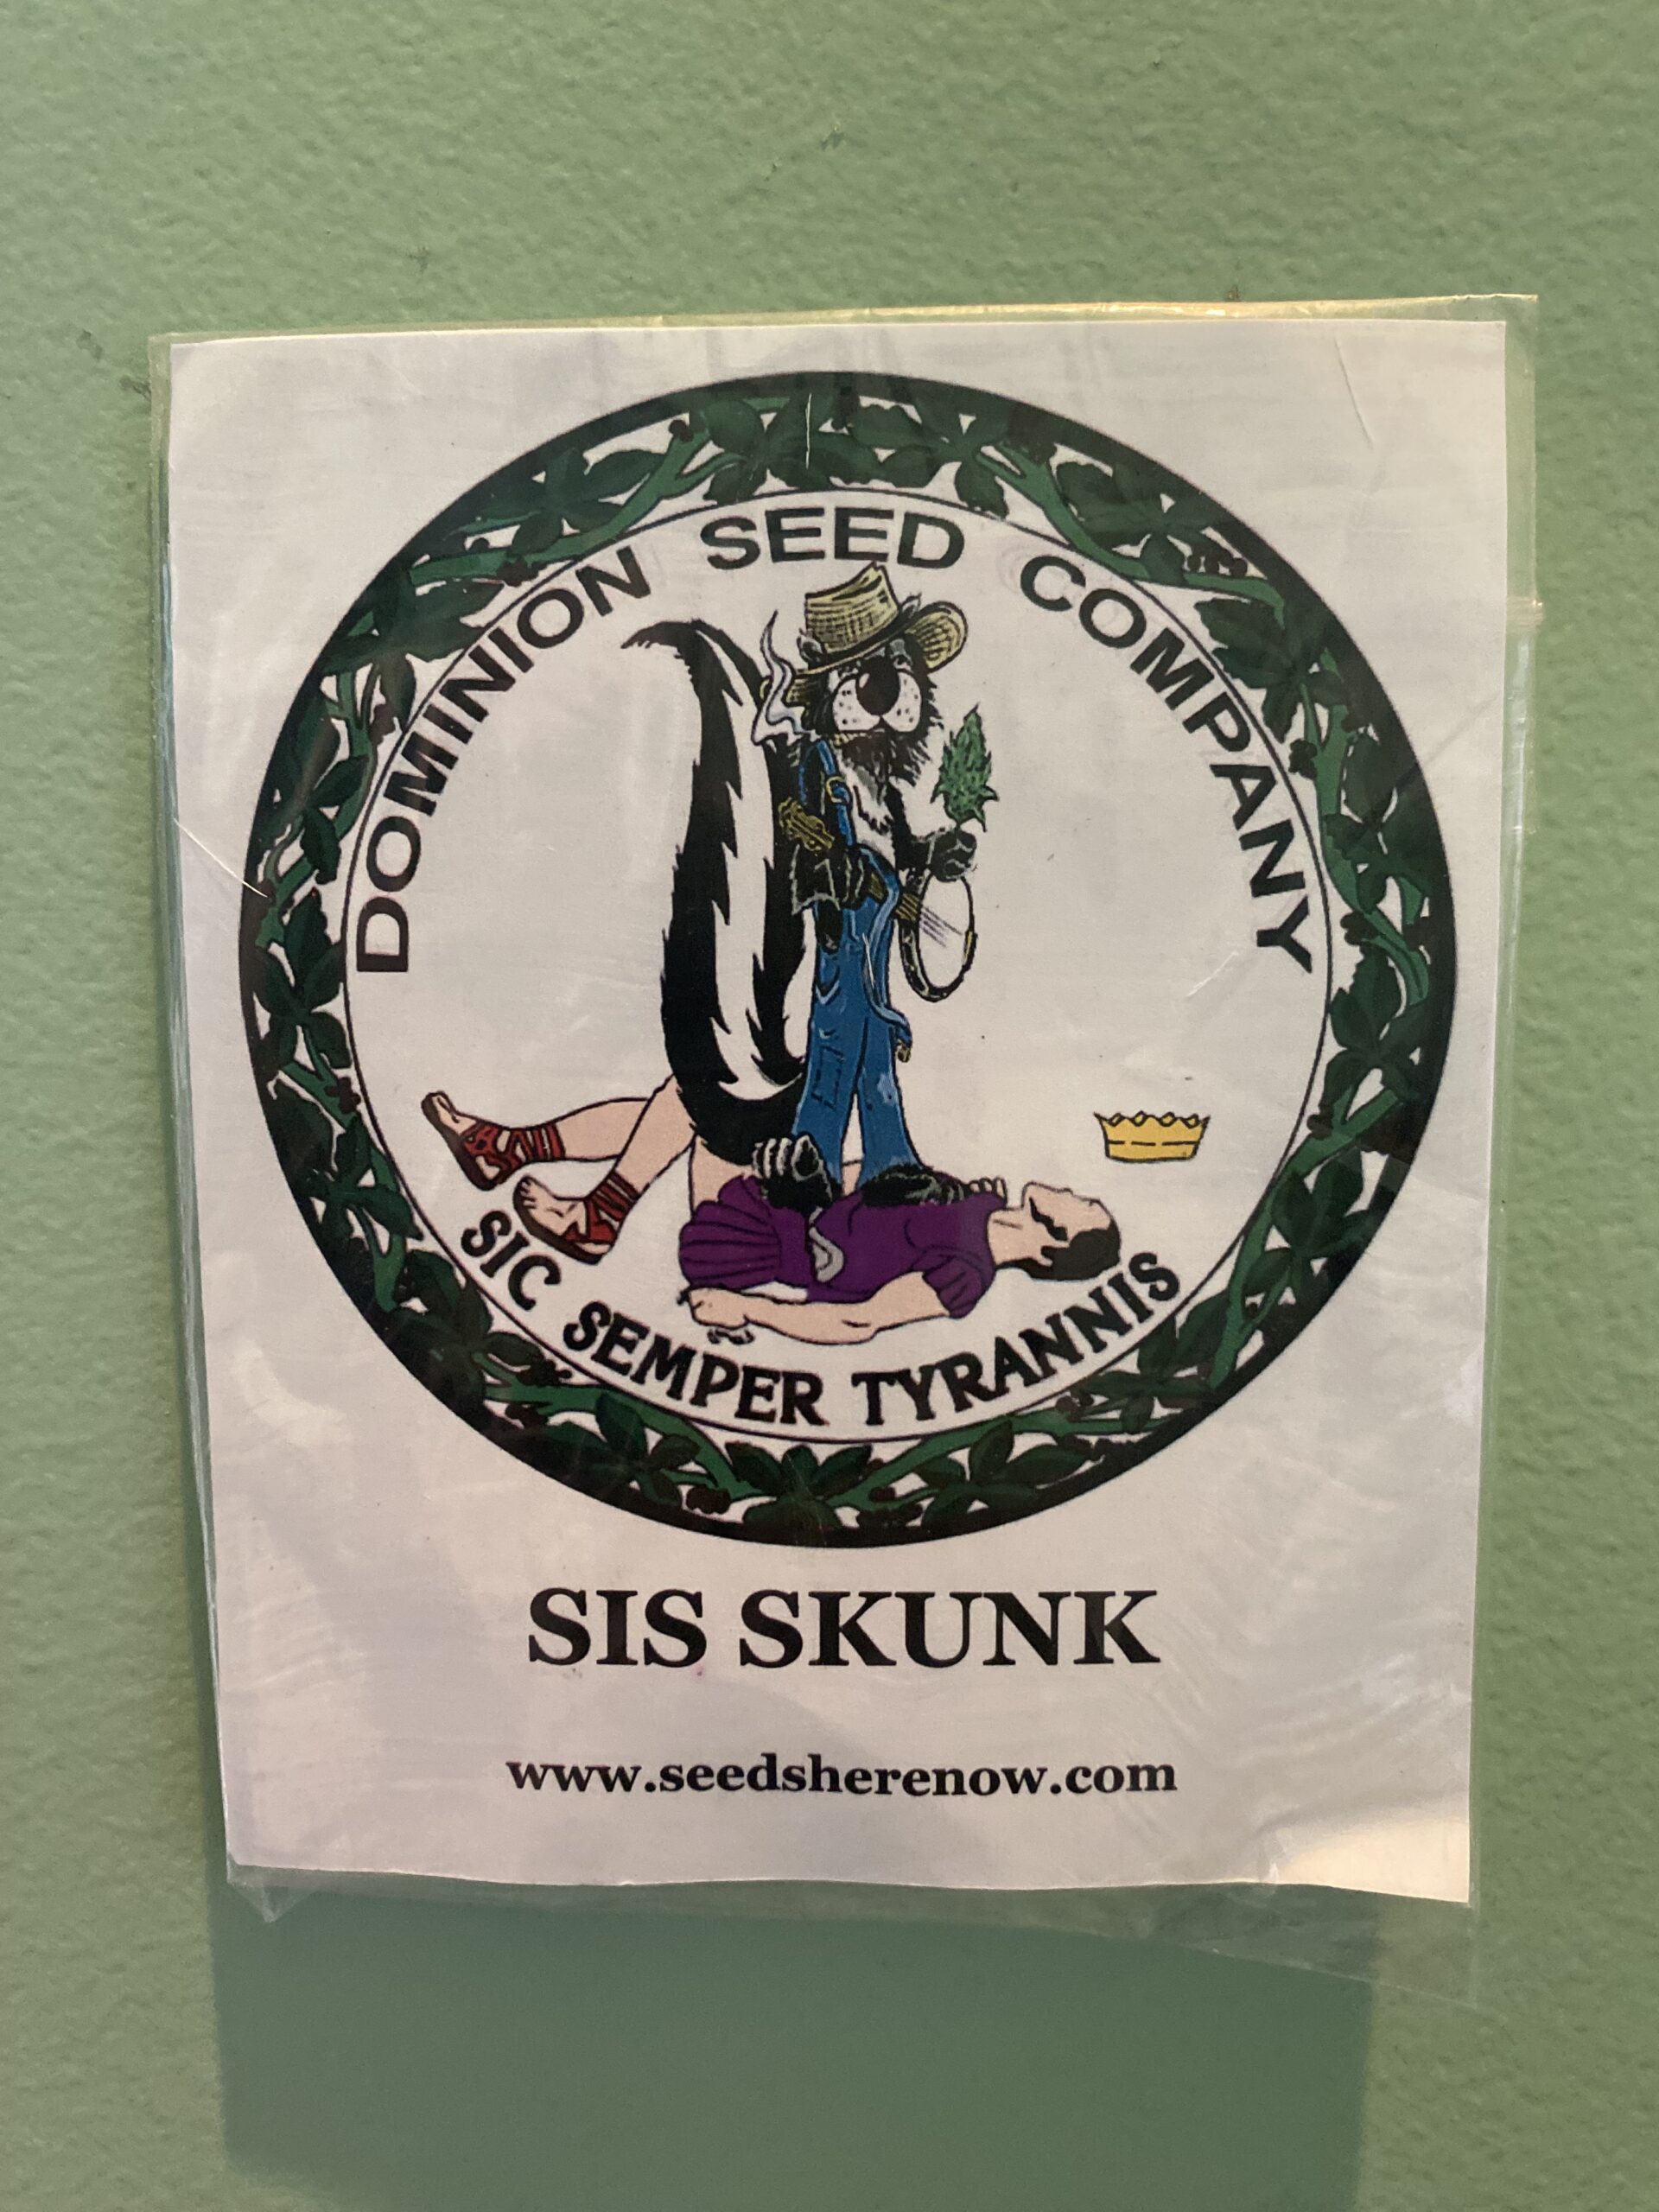 DOMINION SEED COMPANY
SIC SEMPER TYRANNIS
SIS SKUNK
www.seedsherenow.com